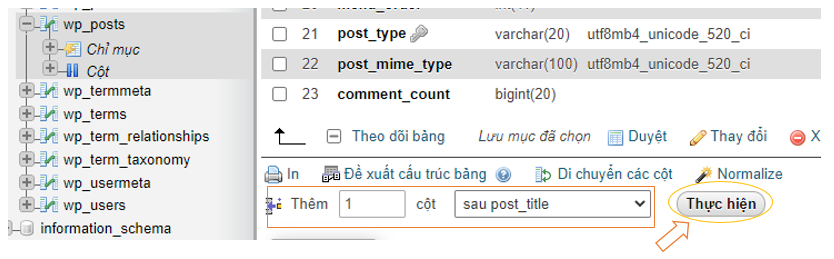 wp_posts
Chỉ mục
Cột
wp_termmeta
wp_terms
wp_term_relationships
wp_term_taxonomy
wp_usermeta
wp_users
information_schema
21 post_type varchar(20) utf8mb4_unicode_520_ci
22 post_mime_type varchar(100) utf8mb4_unicode_520_ci
23 comment_count bigint(20)
Theo dõi bảng Lưu mục đã chọn Duyệt Thay đổi X
In Đề xuất cấu trúc bảng Di chuyển các cột Normalize
Thêm 1 cột sau post_title Thực hiện